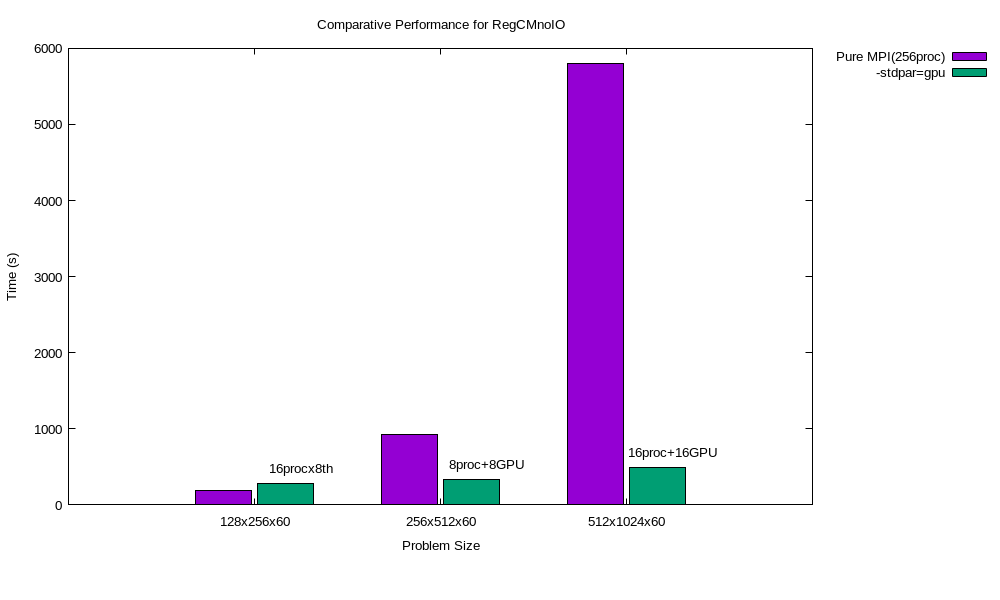 Comparative Performance for RegCMnoIO
Pure MPI(256proc)
-stdpar=gpu
6000
5000
4000
3000
2000
1000
0
Time (s)
16procx8th
8proc+8GPU
16proc+16GPU
128x256x60
256x512x60
512x1024x60
Problem Size